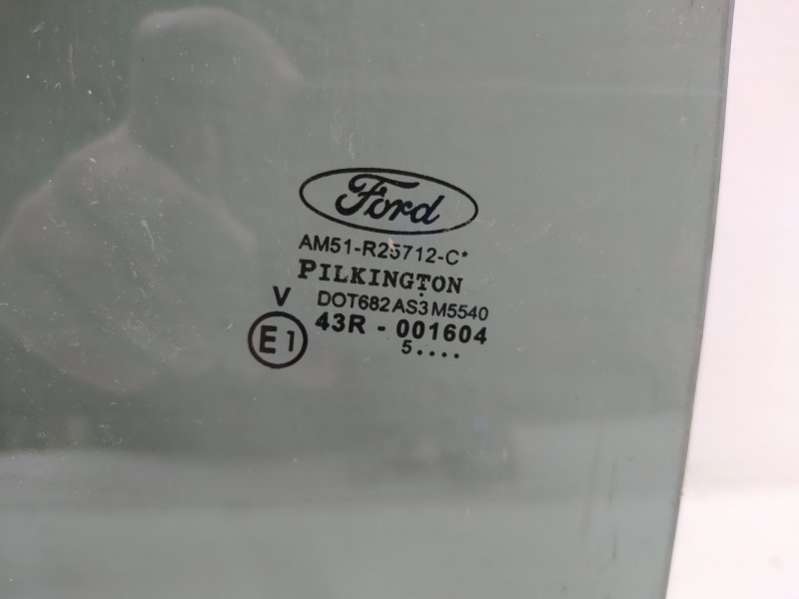 Ford
AM51-R25712-C*
PILKINGTON
V DOT682 AS3 M5540
E1 43R - 001604
5....